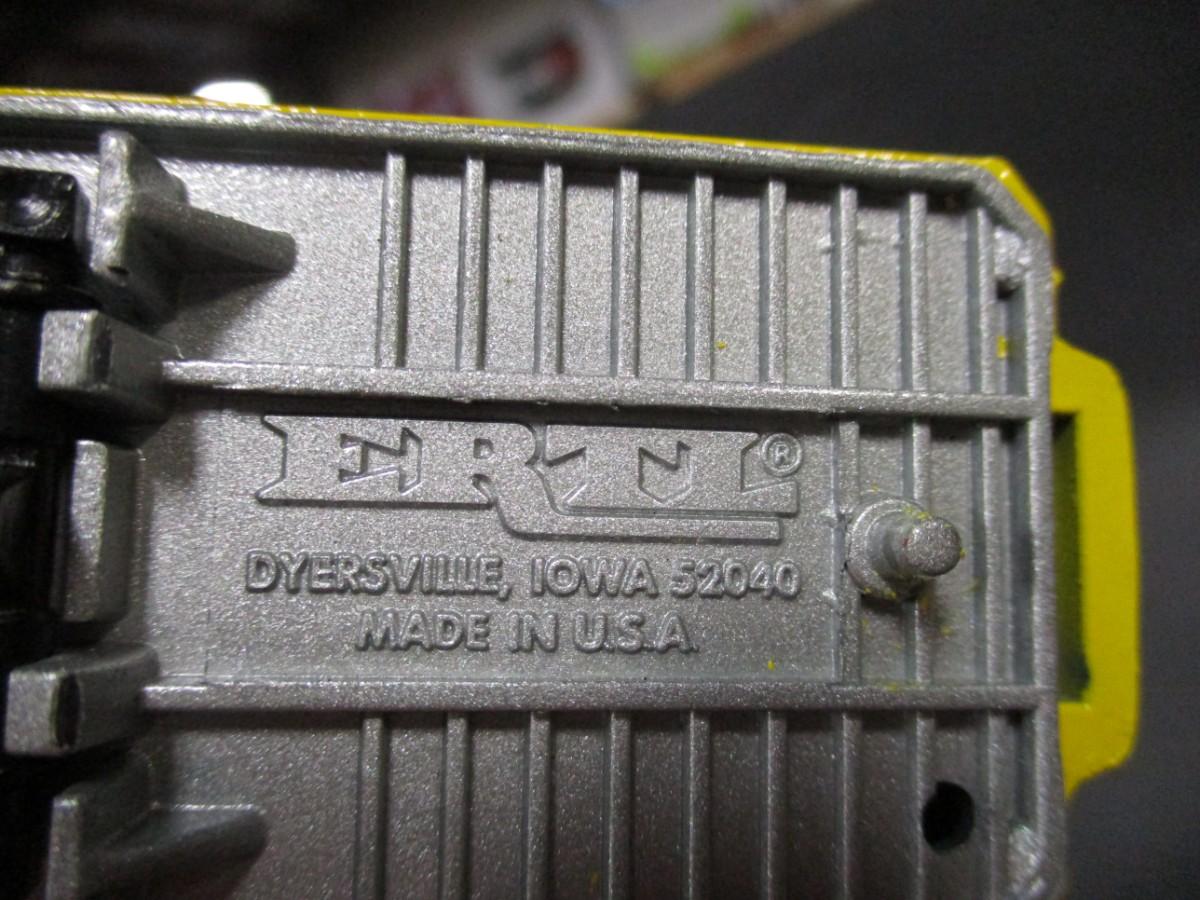 ERTL®
DYERSVILLE, IOWA 52040
MADE IN U.S.A.